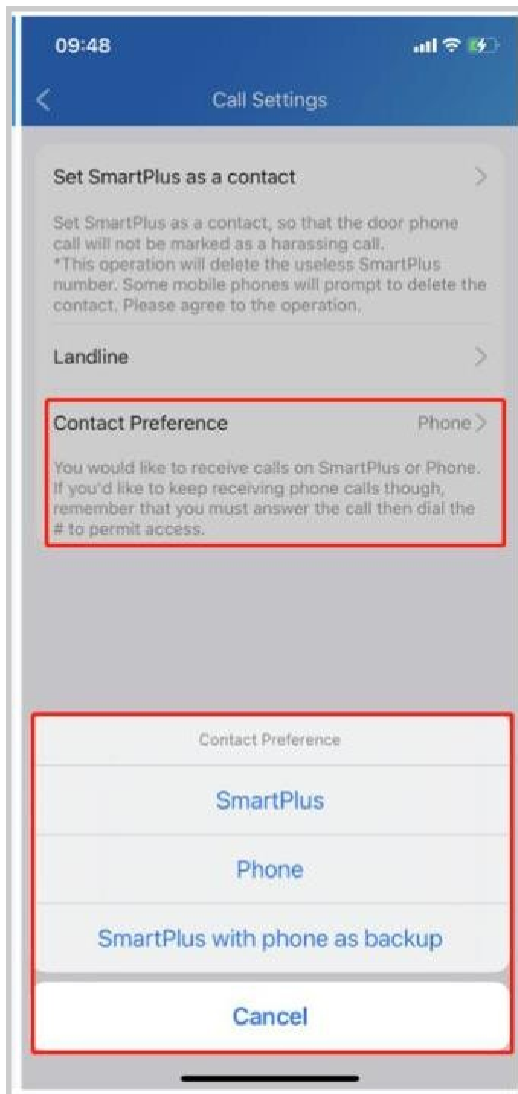 09:48
Call Settings
Set SmartPlus as a contact
Set SmartPlus as a contact, so that the door phone
call will not be marked as a harassing call.
*This operation will delete the useless SmartPlus
number. Some mobile phones will prompt to delete the
contact. Please agree to the operation.
Landline
Contact Preference Phone
You would like to receive calls on SmartPlus or Phone.
If you'd like to keep receiving phone calls though,
remember that you must answer the call then dial the
# to permit access.
Contact Preference
SmartPlus
Phone
SmartPlus with phone as backup
Cancel